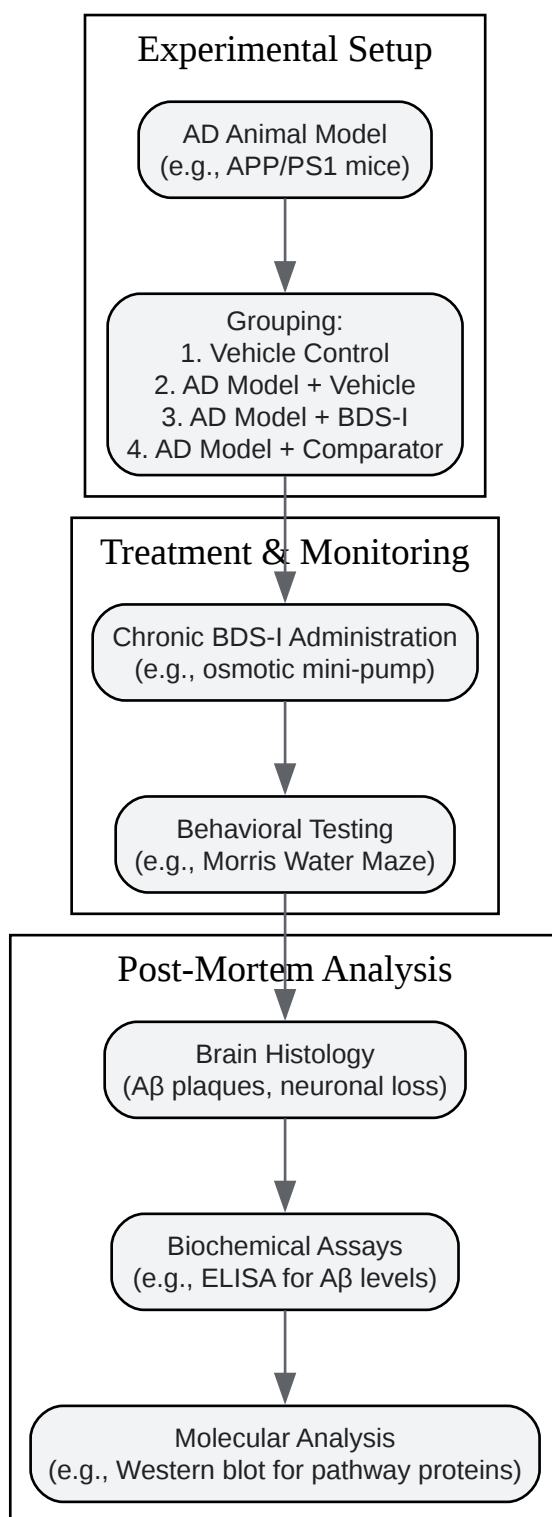 Experimental Setup
AD Animal Model
(e.g., APP/PS1 mice)
Grouping:
1. Vehicle Control
2. AD Model + Vehicle
3. AD Model + BDS-I
4. AD Model + Comparator
Treatment & Monitoring
Chronic BDS-I Administration
(e.g., osmotic mini-pump)
Behavioral Testing
(e.g., Morris Water Maze)
Post-Mortem Analysis
Brain Histology
(Aβ plaques, neuronal loss)
Biochemical Assays
(e.g., ELISA for Aβ levels)
Molecular Analysis
(e.g., Western blot for pathway proteins)